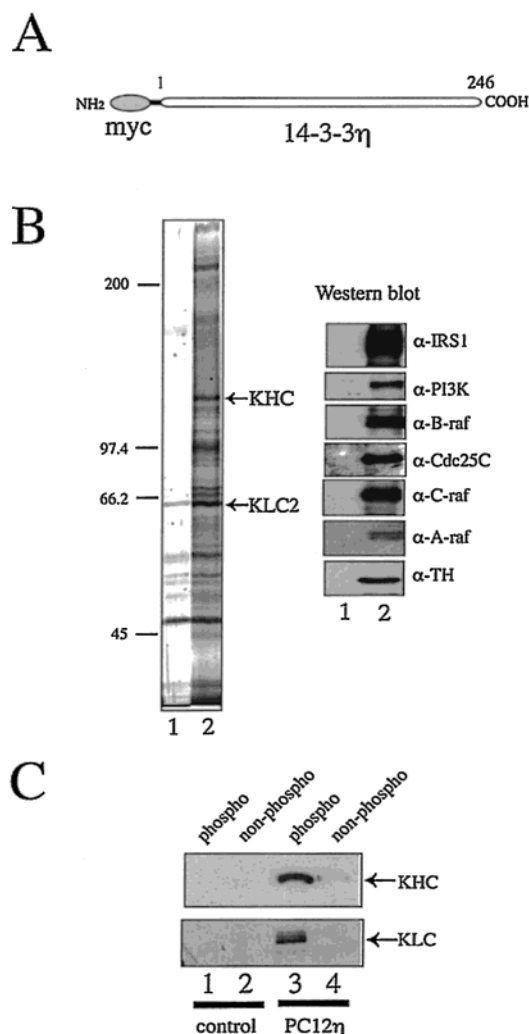 A
1 246
NH2 COOH
myc 14-3-3η
B
200
97.4
66.2
45
KHC
KLC2
1 2
Western blot
α-IRS1
α-PI3K
α-B-raf
α-Cdc25C
α-C-raf
α-A-raf
α-TH
1 2
C
phospho non-phospho phospho non-phospho
KHC
KLC
1 2 3 4
control PC12η